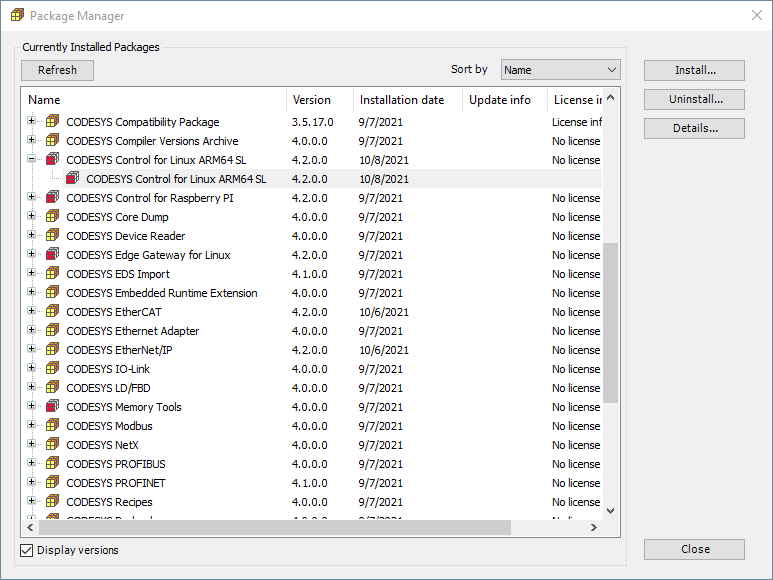 Package Manager
Currently Installed Packages
Refresh Sort by Name Install...
Name Version Installation date Update info License Uninstall...
CODESYS Compatibility Package 3.5.17.0 9/7/2021 License Details...
CODESYS Compiler Versions Archive 4.0.0.0 9/7/2021 No license
CODESYS Control for Linux ARM64 SL 4.2.0.0 10/8/2021 No license
CODESYS Control for Linux ARM64 SL 4.2.0.0 10/8/2021
CODESYS Control for Raspberry PI 4.2.0.0 9/7/2021 No license
CODESYS Core Dump 4.0.0.0 9/7/2021 No license
CODESYS Device Reader 4.0.0.0 9/7/2021 No license
CODESYS Edge Gateway for Linux 4.2.0.0 9/7/2021 No license
CODESYS EDS Import 4.1.0.0 9/7/2021 No license
CODESYS Embedded Runtime Extension 4.0.0.0 9/7/2021 No license
CODESYS EtherCAT 4.2.0.0 10/6/2021 No license
CODESYS Ethernet Adapter 4.0.0.0 9/7/2021 No license
CODESYS EtherNet/IP 4.2.0.0 10/6/2021 No license
CODESYS IO-Link 4.0.0.0 9/7/2021 No license
CODESYS LD/FBD 4.0.0.0 9/7/2021 No license
CODESYS Memory Tools 4.0.0.0 9/7/2021 No license
CODESYS Modbus 4.0.0.0 9/7/2021 No license
CODESYS NetX 4.0.0.0 9/7/2021 No license
CODESYS PROFIBUS 4.0.0.0 9/7/2021 No license
CODESYS PROFINET 4.1.0.0 9/7/2021 No license
CODESYS Recipes 4.0.0.0 9/7/2021 No license
Display versions Close